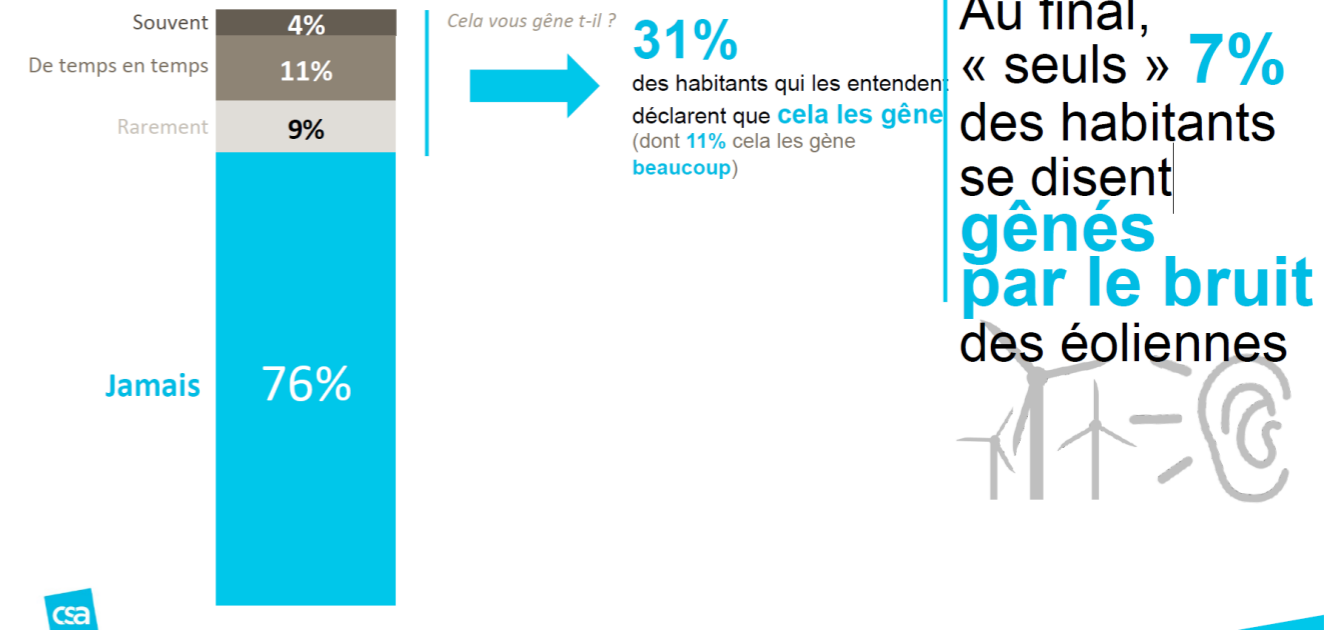 Souvent
4%
De temps en temps
11%
Rarement
9%
Jamais
76%
Cela vous gêne t-il ?
31%
des habitants qui les entendent
déclarent que cela les gêne
(dont 11% cela les gène
beaucoup)
Au final,
« seuls » 7%
des habitants
se disent
gênés
par le bruit
des éoliennes
csa